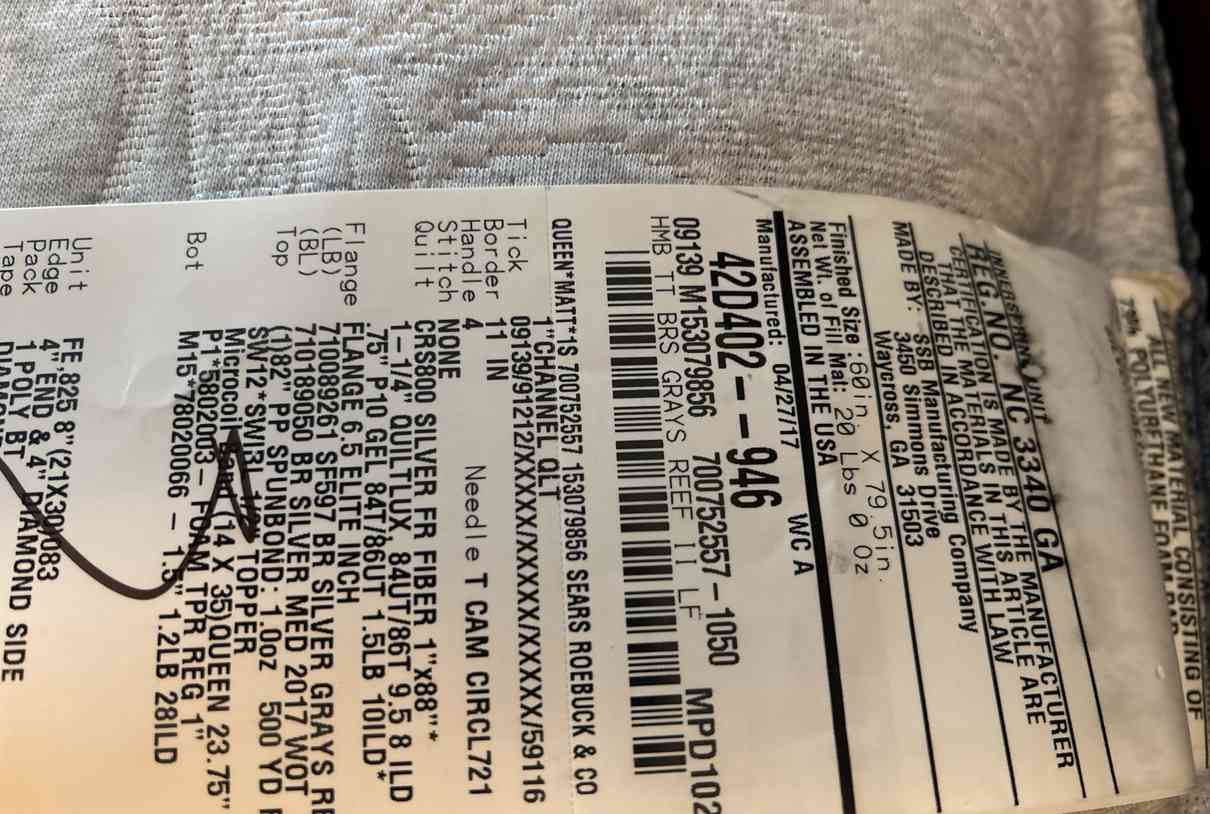 ALL NEW MATERIAL CONSISTING OF
POLYURETHANE FOAM
INNERSPRING UNIT
REG.NO. NC 3340 GA
CERTIFICATION IS MADE BY THE MANUFACTURER
THAT THE MATERIALS IN THIS ARTICLE ARE
DESCRIBED IN ACCORDANCE WITH LAW
MADE BY: SSB Manufacturing Company
3450 Simmons Drive
Waycross, GA 31503
Finished Size: 60in. X 79.5in.
Net Wt. of Fill Mat: 20 Lbs 0 Oz
ASSEMBLED IN THE USA
Manufactured: 04/27/17 WC A
42D402--946
09139 M153079856 700752557-1050 MPD102
HMB TT BRS GRAYS REEF II LF
QUEEN*MATT*1S 700752557 153079856 SEARS ROEBUCK & CO
1"CHANNEL QLT
Tick 09139/91212/XXXXX/XXXXX/XXXXX/59116
Border 11 IN
Handle 4 Needle T CAM CIRCL721
Stitch NONE
Quilt CRS800 SILVER FR FIBER 1"x88"*
1-1/4" QUILTLUX, 84UT/86T 9.5 8 ILD
.75" P10 GEL 84T/86UT 1.5LB 10ILD*
Flange FLANGE 6.5 ELITE INCH
(LB) 710089261 SF597 BR SILVER GRAYS
(BL) 710189050 BR SILVER MED 2017 WOT
Top (1)82" PP SPUNBOND: 1.0oz 500 YD
SW12*SW3L TOPPER
Microcoil (14 X 35)QUEEN 23.75"
PT*5802003- FOAM TPR REG 1"
Bot M15*78020066 - 1.5" 1.2LB 28ILD
Unit FE,825 8"(21X30)083
Edge 4" END & 4" DIAMOND SIDE
Pack 1 POLY BT
Tape